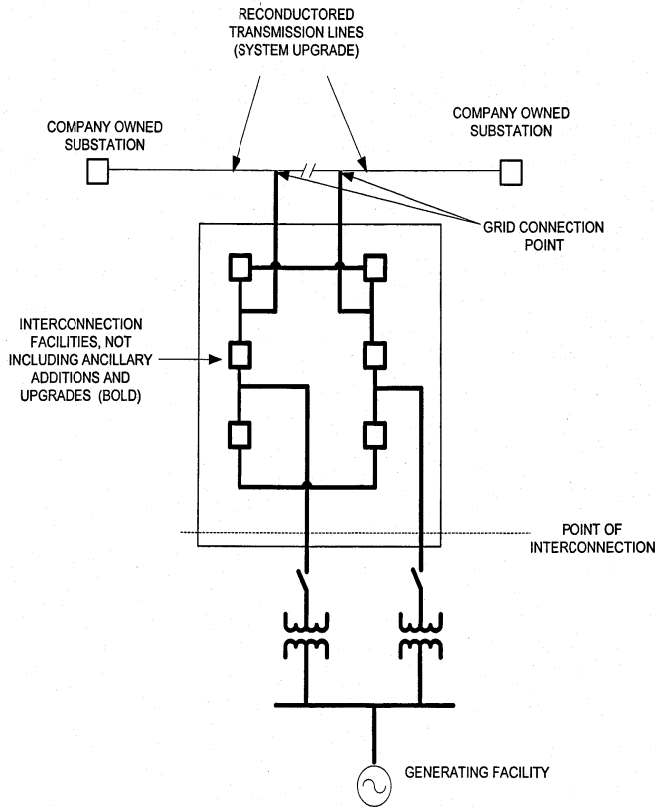 RECONDUCTORED
TRANSMISSION LINES
(SYSTEM UPGRADE)
COMPANY OWNED
SUBSTATION
COMPANY OWNED
SUBSTATION
GRID CONNECTION
POINT
INTERCONNECTION
FACILITIES, NOT
INCLUDING ANCILLARY
ADDITIONS AND
UPGRADES (BOLD)
POINT OF
INTERCONNECTION
GENERATING FACILITY